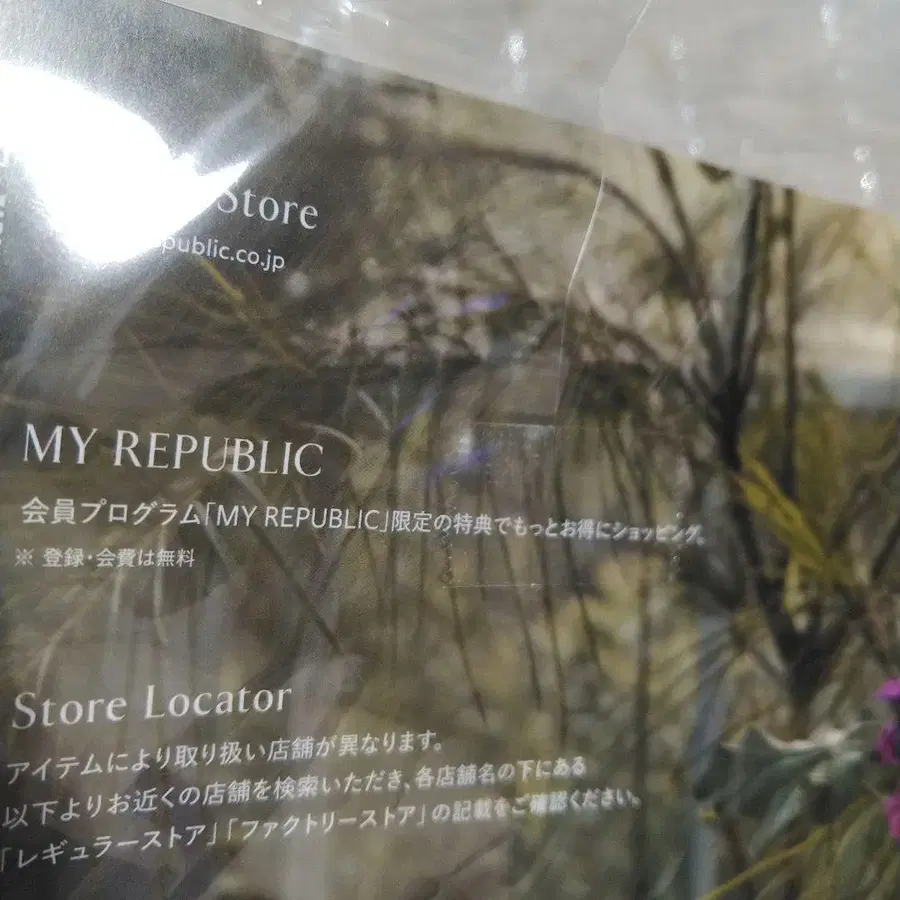 Store
public.co.jp
MY REPUBLIC
会員プログラム「MY REPUBLIC」限定の特典でもっとお得にショッピング。
※ 登録・会費は無料
Store Locator
アイテムにより取り扱い店舗が異なります。
以下よりお近くの店舗を検索いただき、各店舗名の下にある
「レギュラーストア」「ファクトリーストア」の記載をご確認ください。